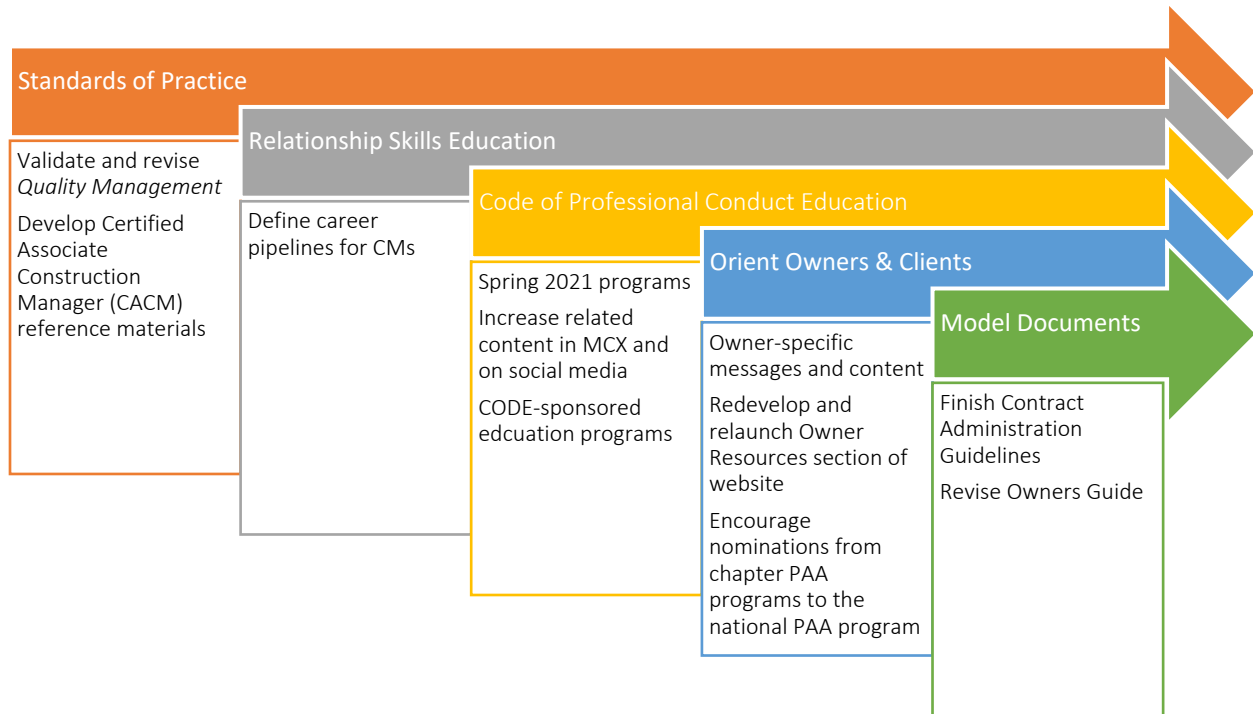 Standards of Practice
Validate and revise
Quality Management
Develop Certified
Associate
Construction
Manager (CACM)
reference materials
Relationship Skills Education
Define career
pipelines for CMs
Code of Professional Conduct Education
Spring 2021 programs
Increase related
content in MCX and
on social media
CODE-sponsored
edcuation programs
Orient Owners & Clients
Owner-specific
messages and content
Redevelop and
relaunch Owner
Resources section of
website
Encourage
nominations from
chapter PAA
programs to the
national PAA program
Model Documents
Finish Contract
Administration
Guidelines
Revise Owners Guide